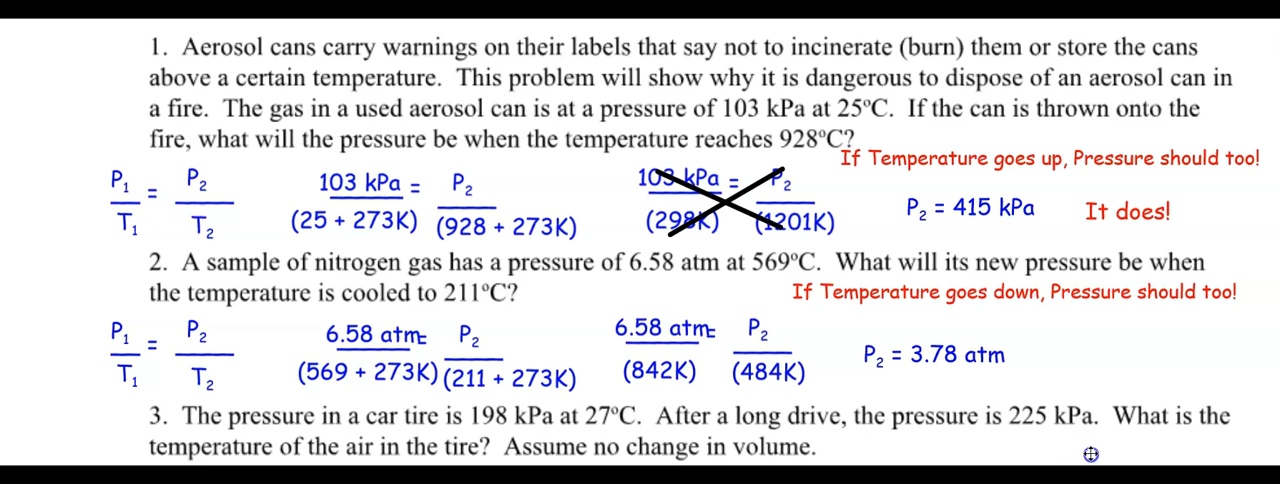 1. Aerosol cans carry warnings on their labels that say not to incinerate (burn) them or store the cans
above a certain temperature. This problem will show why it is dangerous to dispose of an aerosol can in
a fire. The gas in a used aerosol can is at a pressure of 103 kPa at 25ºC. If the can is thrown onto the
fire, what will the pressure be when the temperature reaches 928ºC?
If Temperature goes up, Pressure should too!
P₁ = P₂ 103 kPa = P₂ 103 kPa = P₂
T₁ T₂ (25 + 273K) (928 + 273K) (298K) (1201K)
P₂ = 415 kPa It does!
2. A sample of nitrogen gas has a pressure of 6.58 atm at 569ºC. What will its new pressure be when
the temperature is cooled to 211ºC?
If Temperature goes down, Pressure should too!
P₁ = P₂ 6.58 atm = P₂ 6.58 atm = P₂
T₁ T₂ (569 + 273K) (211 + 273K) (842K) (484K)
P₂ = 3.78 atm
3. The pressure in a car tire is 198 kPa at 27ºC. After a long drive, the pressure is 225 kPa. What is the
temperature of the air in the tire? Assume no change in volume.